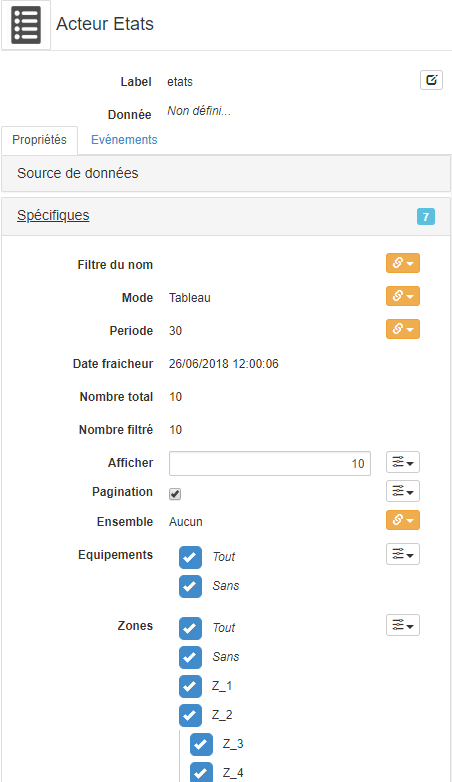 Acteur Etats
Label etats
Donnée Non défini...
Propriétés Evénements
Source de données
Spécifiques 7
Filtre du nom
Mode Tableau
Periode 30
Date fraicheur 26/06/2018 12:00:06
Nombre total 10
Nombre filtré 10
Afficher 10
Pagination
Ensemble Aucun
Equipements Tout
Sans
Zones Tout
Sans
Z_1
Z_2
Z_3
Z_4